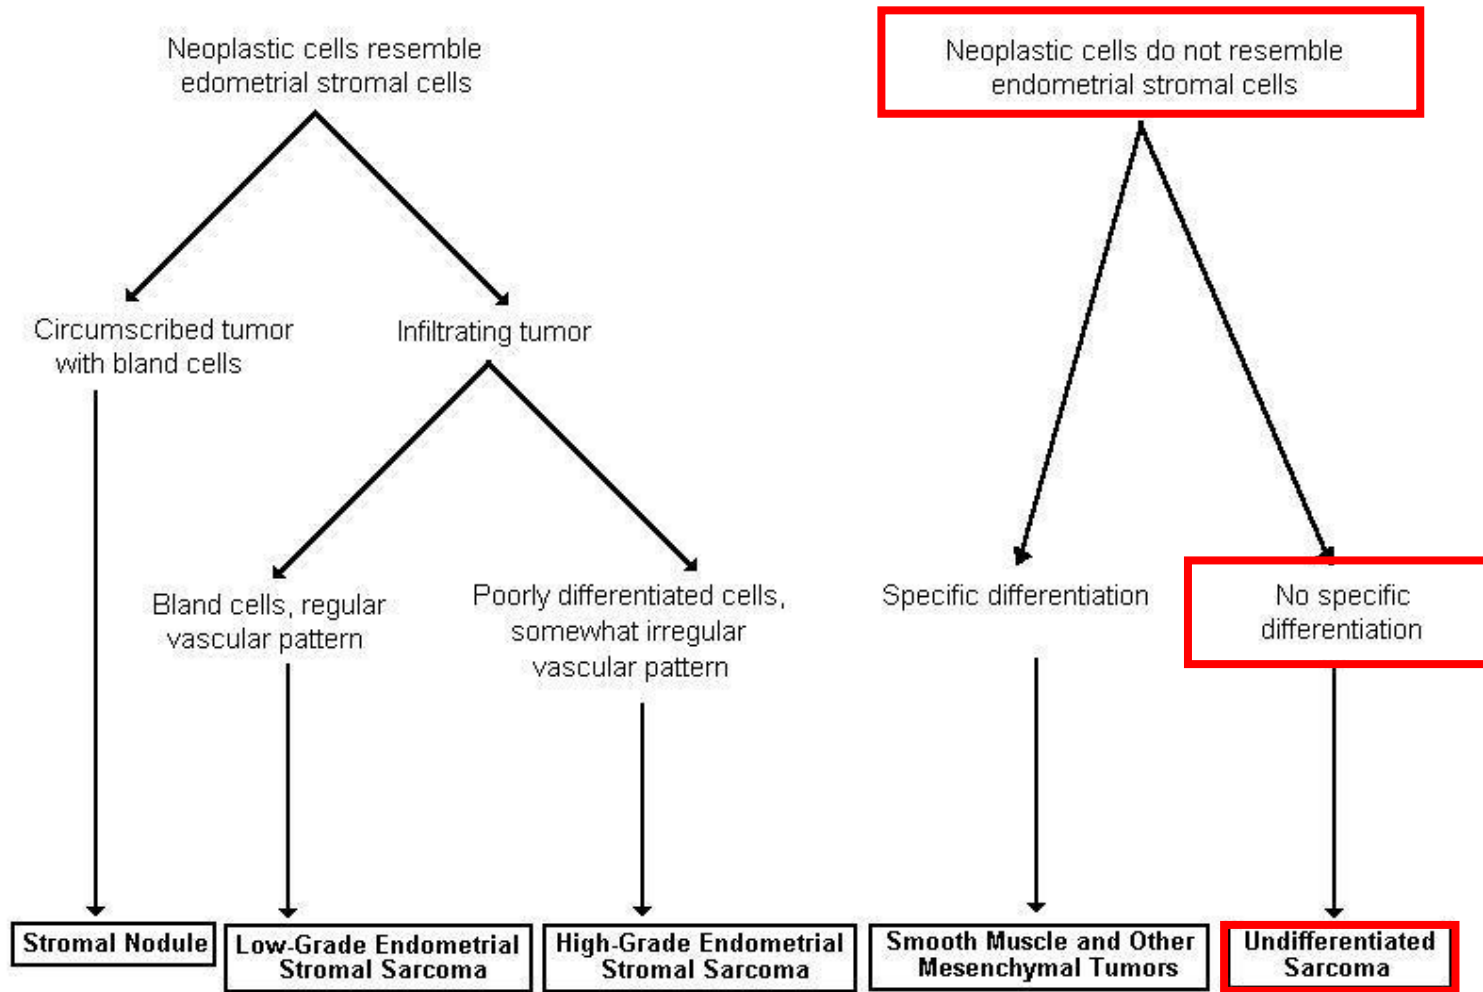 Neoplastic cells resemble
edometrial stromal cells
Neoplastic cells do not resemble
endometrial stromal cells
Circumscribed tumor
with bland cells
Infiltrating tumor
Bland cells, regular
vascular pattern
Poorly differentiated cells,
somewhat irregular
vascular pattern
Specific differentiation
No specific
differentiation
Stromal Nodule
Low-Grade Endometrial
Stromal Sarcoma
High-Grade Endometrial
Stromal Sarcoma
Smooth Muscle and Other
Mesenchymal Tumors
Undifferentiated
Sarcoma